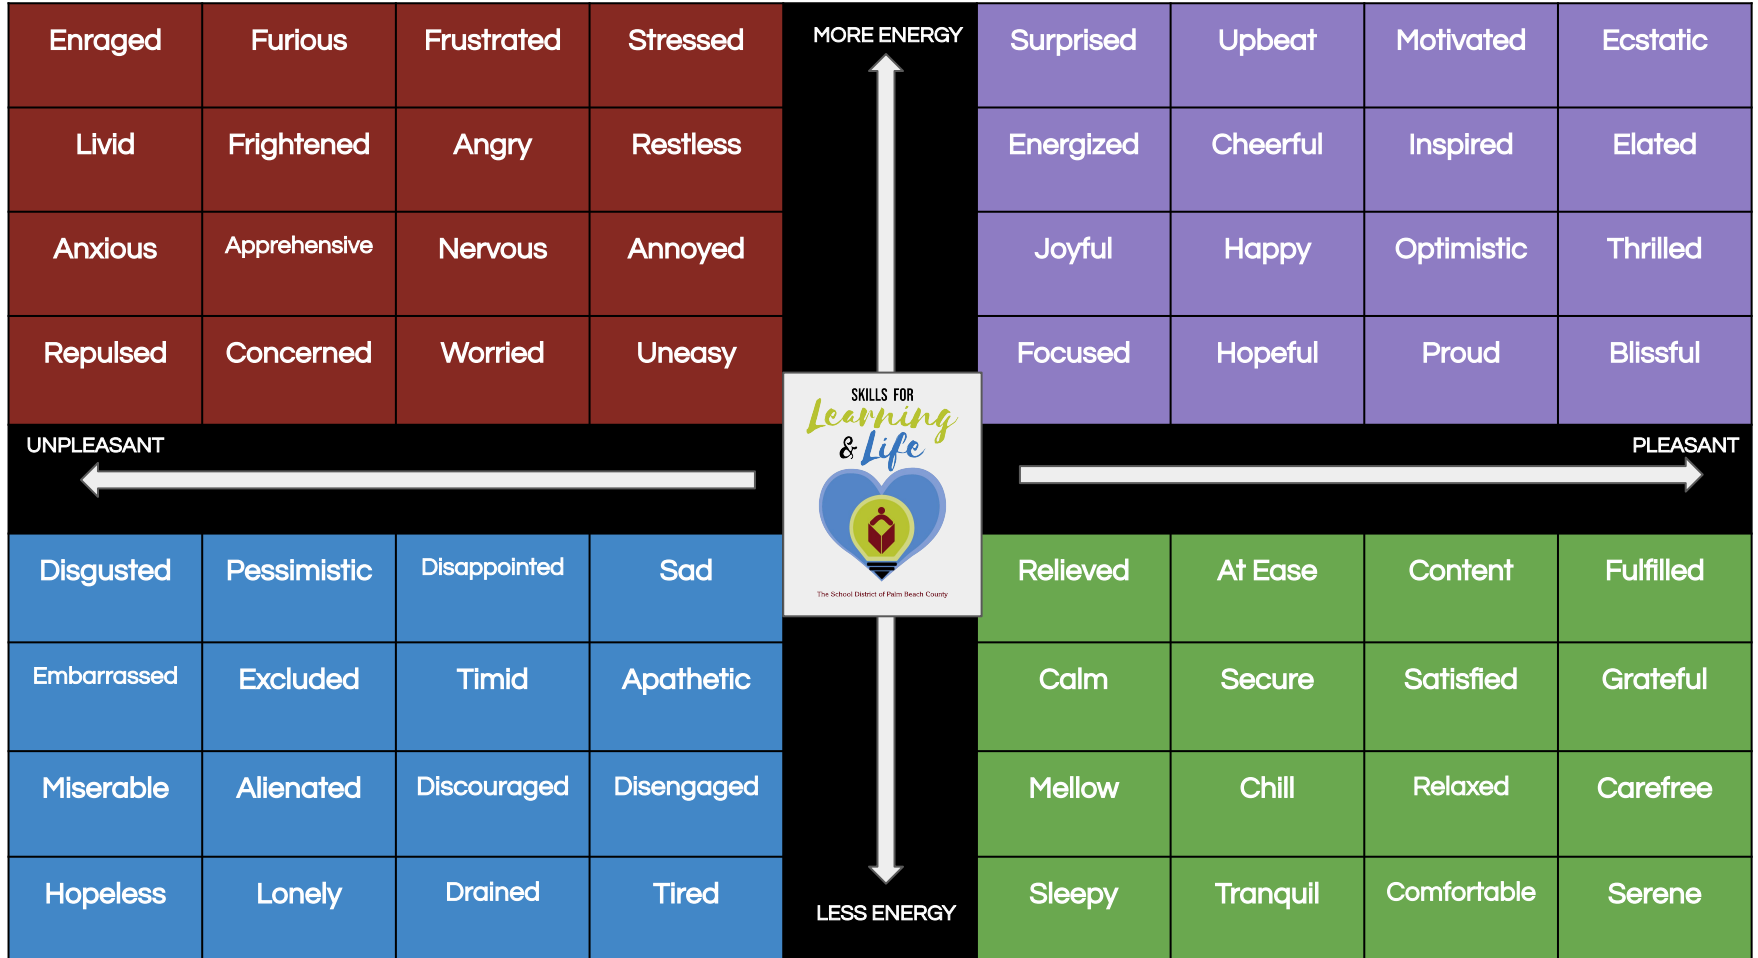 Enraged Furious Frustrated Stressed MORE ENERGY Surprised Upbeat Motivated Ecstatic
Livid Frightened Angry Restless Energized Cheerful Inspired Elated
Anxious Apprehensive Nervous Annoyed Joyful Happy Optimistic Thrilled
Repulsed Concerned Worried Uneasy Focused Hopeful Proud Blissful
SKILLS FOR
Learning
& Life
The School District of Palm Beach County
UNPLEASANT PLEASANT
Disgusted Pessimistic Disappointed Sad Relieved At Ease Content Fulfilled
Embarrassed Excluded Timid Apathetic Calm Secure Satisfied Grateful
Miserable Alienated Discouraged Disengaged Mellow Chill Relaxed Carefree
Hopeless Lonely Drained Tired Sleepy Tranquil Comfortable Serene
LESS ENERGY